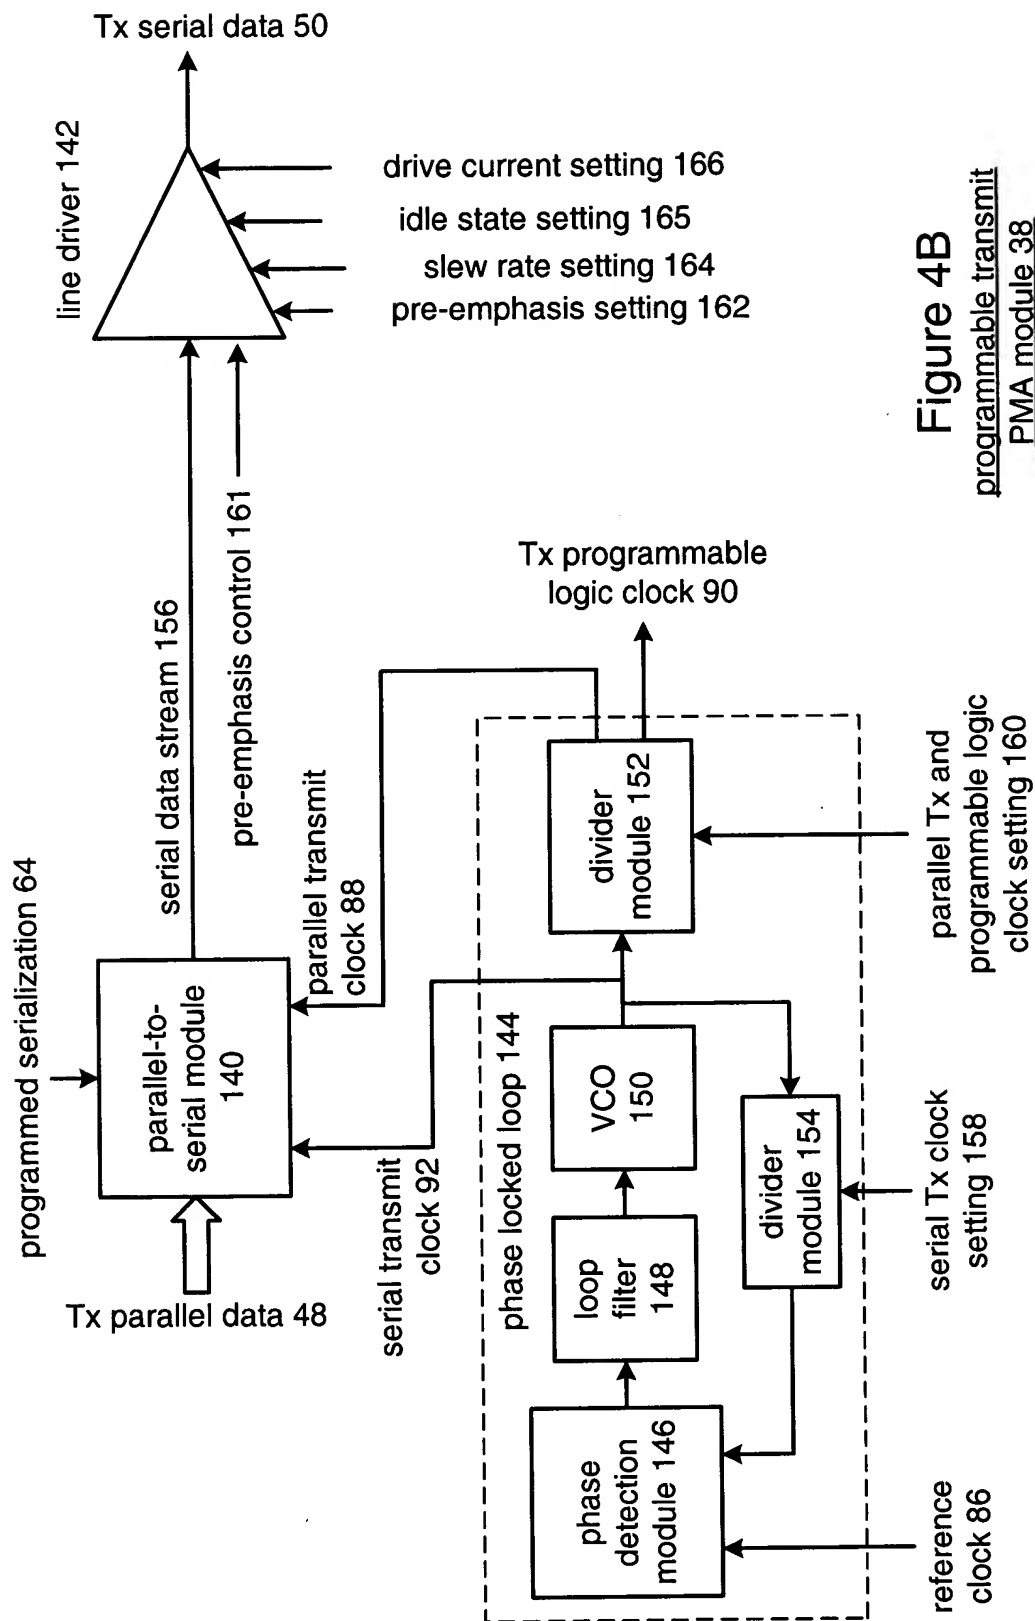 Tx serial data 50
line driver 142
drive current setting 166
idle state setting 165
slew rate setting 164
pre-emphasis setting 162
serial data stream 156
pre-emphasis control 161
programmed serialization 64
parallel-to-
serial module
140
Tx parallel data 48
parallel transmit
clock 88
serial transmit
clock 92
Tx programmable
logic clock 90
phase locked loop 144
phase
detection
module 146
loop
filter
148
VCO
150
divider
module 152
divider
module 154
reference
clock 86
serial Tx clock
setting 158
parallel Tx and
programmable logic
clock setting 160
Figure 4B
programmable transmit
PMA module 38